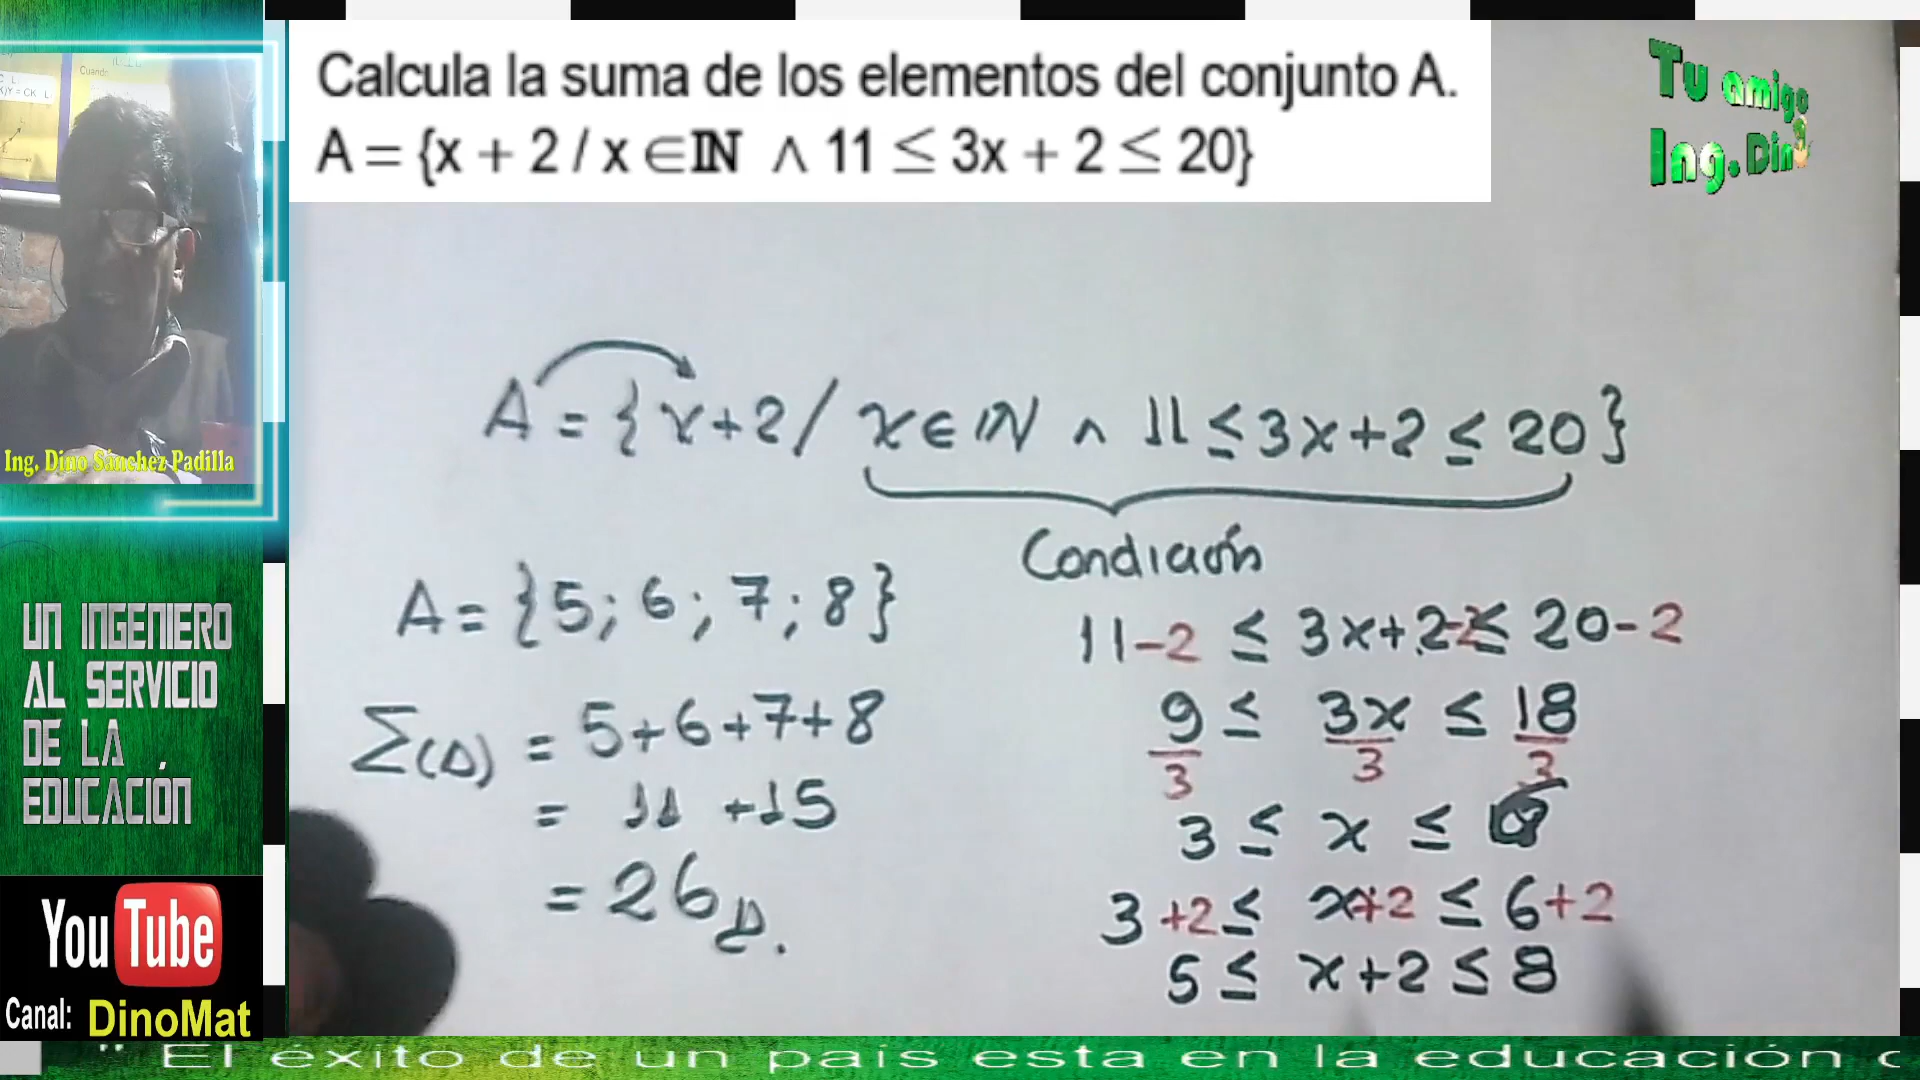 Calcula la suma de los elementos del conjunto A.
A = {x + 2 / x ∈ ℕ ∧ 11 ≤ 3x + 2 ≤ 20}
Tu amigo
Ing. Dino
Cuando
Ing. Dino Sánchez Padilla
UN INGENIERO
AL SERVICIO
DE LA
EDUCACIÓN
YouTube
Canal: DinoMat
A = {x+2 / x ∈ ℕ ∧ 11 ≤ 3x+2 ≤ 20}
Condición
A = {5; 6; 7; 8}
Σ(A) = 5+6+7+8
= 11 +15
= 26
11-2 ≤ 3x+2-2 ≤ 20-2
9/3 ≤ 3x/3 ≤ 18/3
3 ≤ x ≤ 6
3+2 ≤ x+2 ≤ 6+2
5 ≤ x+2 ≤ 8
" El éxito de un país esta en la educación